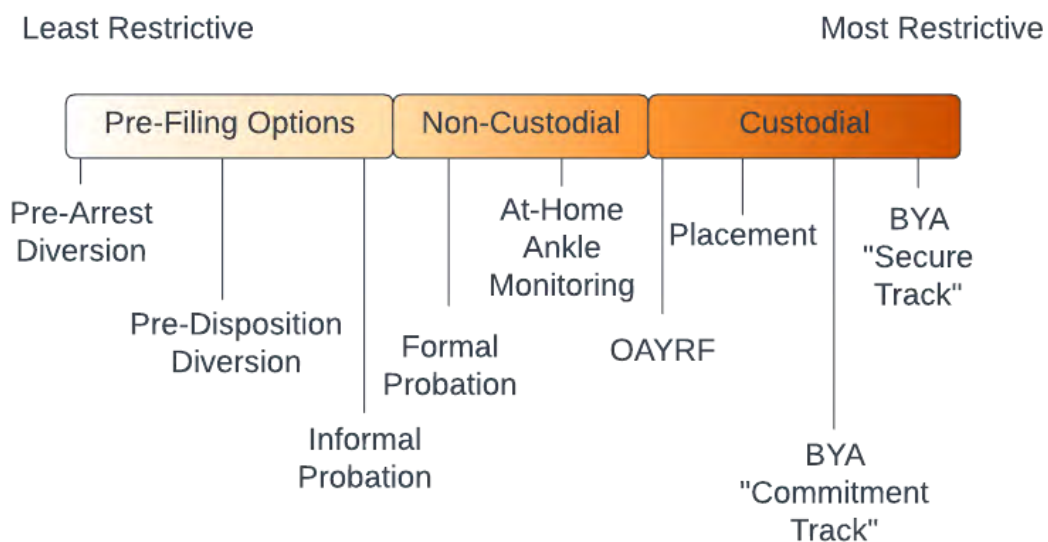 Least Restrictive
Most Restrictive
Pre-Filing Options
Non-Custodial
Custodial
Pre-Arrest
Diversion
Pre-Disposition
Diversion
Informal
Probation
Formal
Probation
At-Home
Ankle
Monitoring
OAYRF
Placement
BYA
"Commitment
Track"
BYA
"Secure
Track"